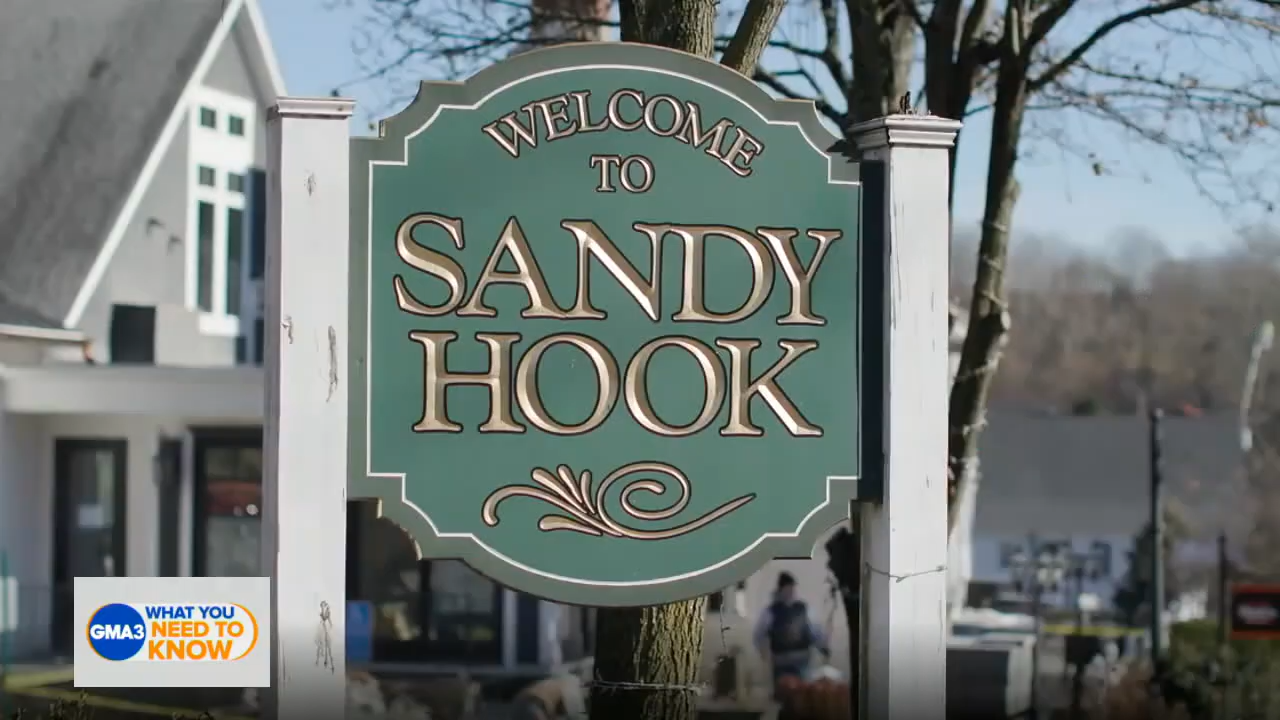 WELCOME
TO
SANDY
HOOK
GMA3
WHAT YOU
NEED TO
KNOW